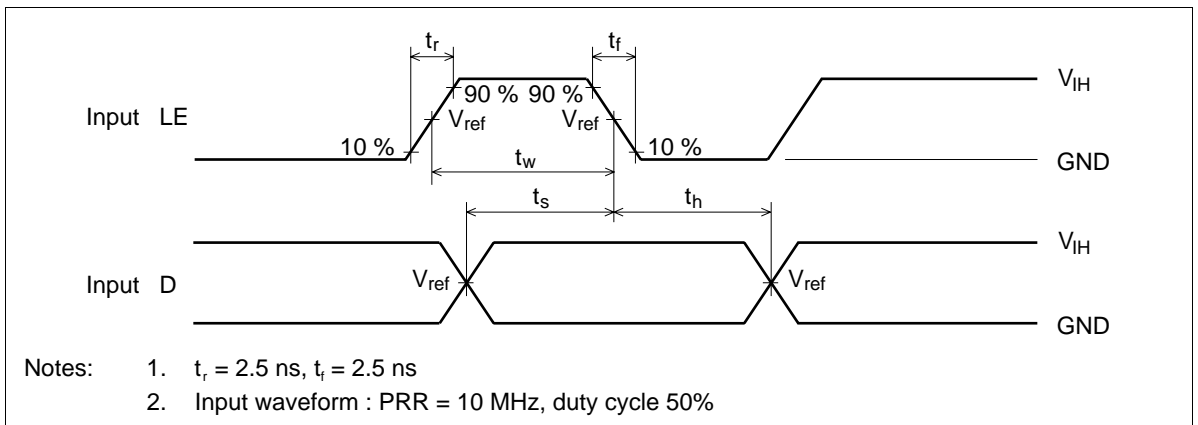 tr tf
VIH
90 % 90 %
Input LE Vref Vref
10 % 10 %
tw
GND
ts th
VIH
Vref Vref
Input D
GND
Notes: 1. tr = 2.5 ns, tf = 2.5 ns
2. Input waveform : PRR = 10 MHz, duty cycle 50%